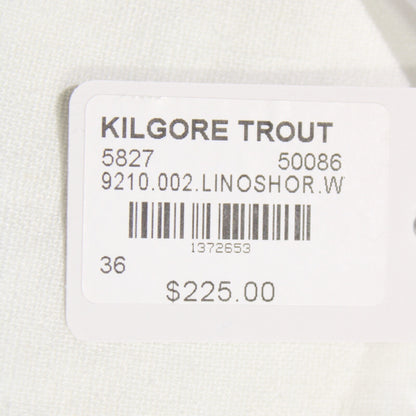 KILGORE TROUT
5827 50086
9210.002.LINOSHOR.W
1372653
36
$225.00